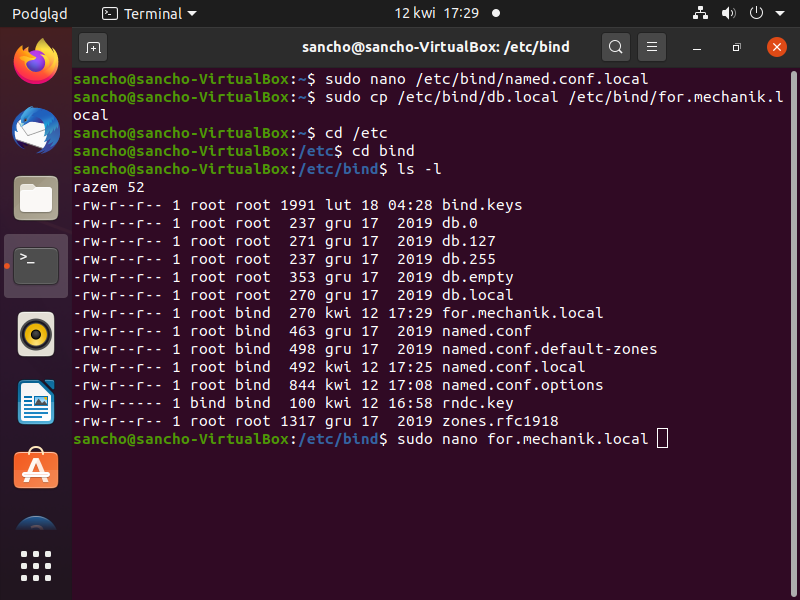 Podgląd Terminal 12 kwi 17:29
sancho@sancho-VirtualBox: /etc/bind
sancho@sancho-VirtualBox:~$ sudo nano /etc/bind/named.conf.local
sancho@sancho-VirtualBox:~$ sudo cp /etc/bind/db.local /etc/bind/for.mechanik.l
ocal
sancho@sancho-VirtualBox:~$ cd /etc
sancho@sancho-VirtualBox:/etc$ cd bind
sancho@sancho-VirtualBox:/etc/bind$ ls -l
razem 52
-rw-r--r-- 1 root root 1991 lut 18 04:28 bind.keys
-rw-r--r-- 1 root root  237 gru 17  2019 db.0
-rw-r--r-- 1 root root  271 gru 17  2019 db.127
-rw-r--r-- 1 root root  237 gru 17  2019 db.255
-rw-r--r-- 1 root root  353 gru 17  2019 db.empty
-rw-r--r-- 1 root root  270 gru 17  2019 db.local
-rw-r--r-- 1 root bind  270 kwi 12 17:29 for.mechanik.local
-rw-r--r-- 1 root bind  463 gru 17  2019 named.conf
-rw-r--r-- 1 root bind  498 gru 17  2019 named.conf.default-zones
-rw-r--r-- 1 root bind  492 kwi 12 17:25 named.conf.local
-rw-r--r-- 1 root bind  844 kwi 12 17:08 named.conf.options
-rw-r----- 1 bind bind  100 kwi 12 16:58 rndc.key
-rw-r--r-- 1 root root 1317 gru 17  2019 zones.rfc1918
sancho@sancho-VirtualBox:/etc/bind$ sudo nano for.mechanik.local